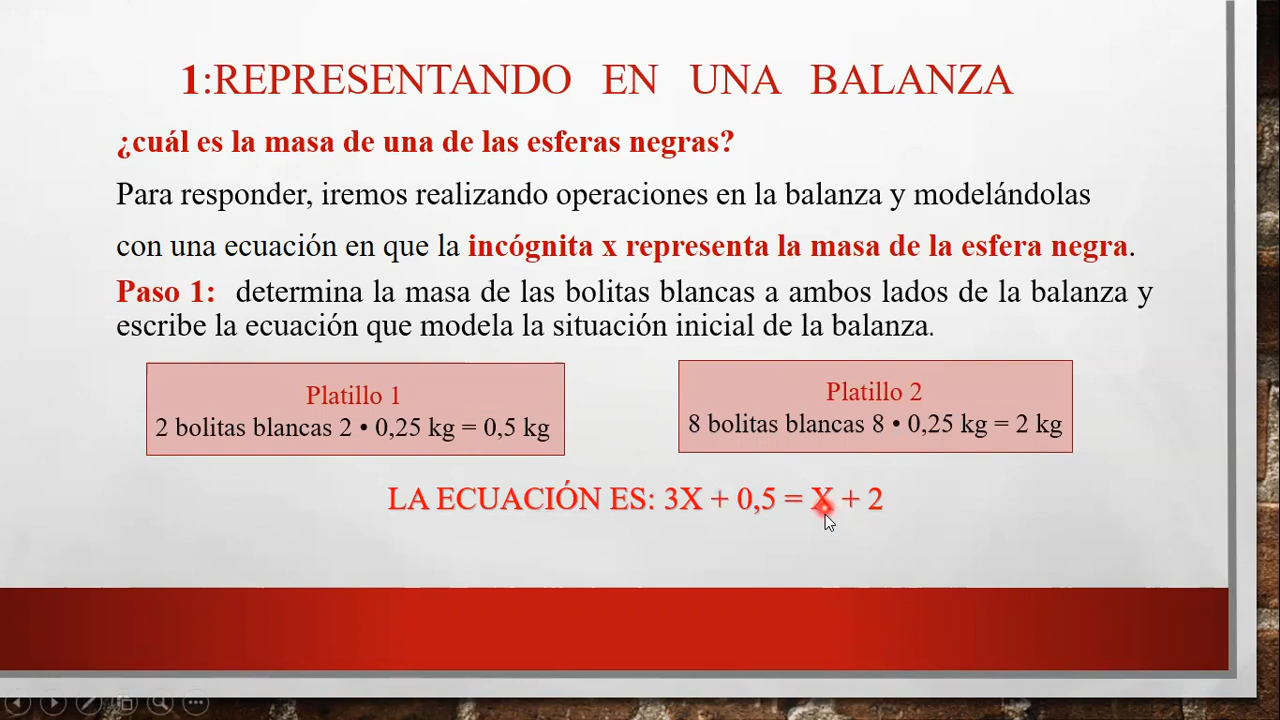 1:REPRESENTANDO EN UNA BALANZA
¿cuál es la masa de una de las esferas negras?
Para responder, iremos realizando operaciones en la balanza y modelándolas
con una ecuación en que la incógnita x representa la masa de la esfera negra.
Paso 1: determina la masa de las bolitas blancas a ambos lados de la balanza y
escribe la ecuación que modela la situación inicial de la balanza.
Platillo 1
2 bolitas blancas 2 • 0,25 kg = 0,5 kg
Platillo 2
8 bolitas blancas 8 • 0,25 kg = 2 kg
LA ECUACIÓN ES: 3X + 0,5 = X + 2